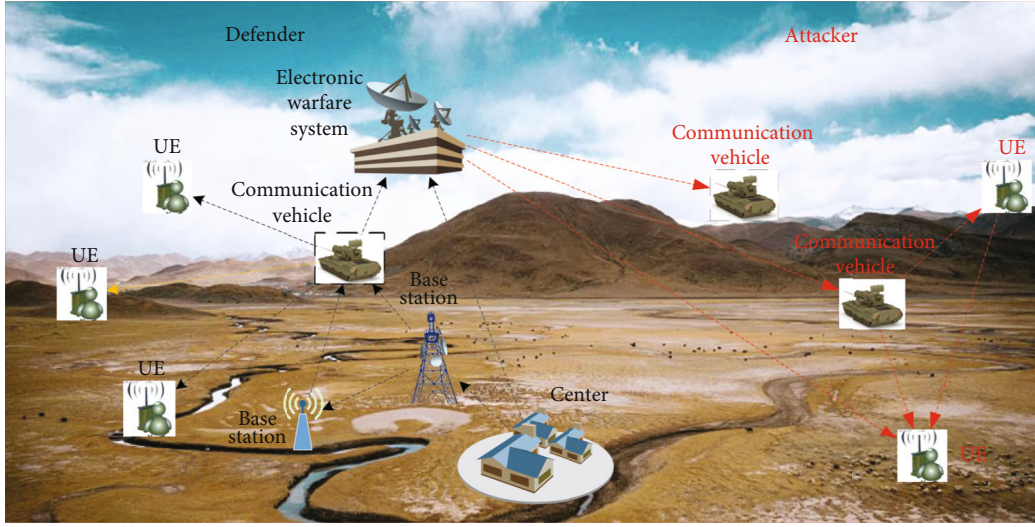 Defender
Attacker
Electronic
warfare
system
UE
Communication
vehicle
UE
Communication
vehicle
UE
Communication
vehicle
Base
station
UE
Base
station
Center
UE